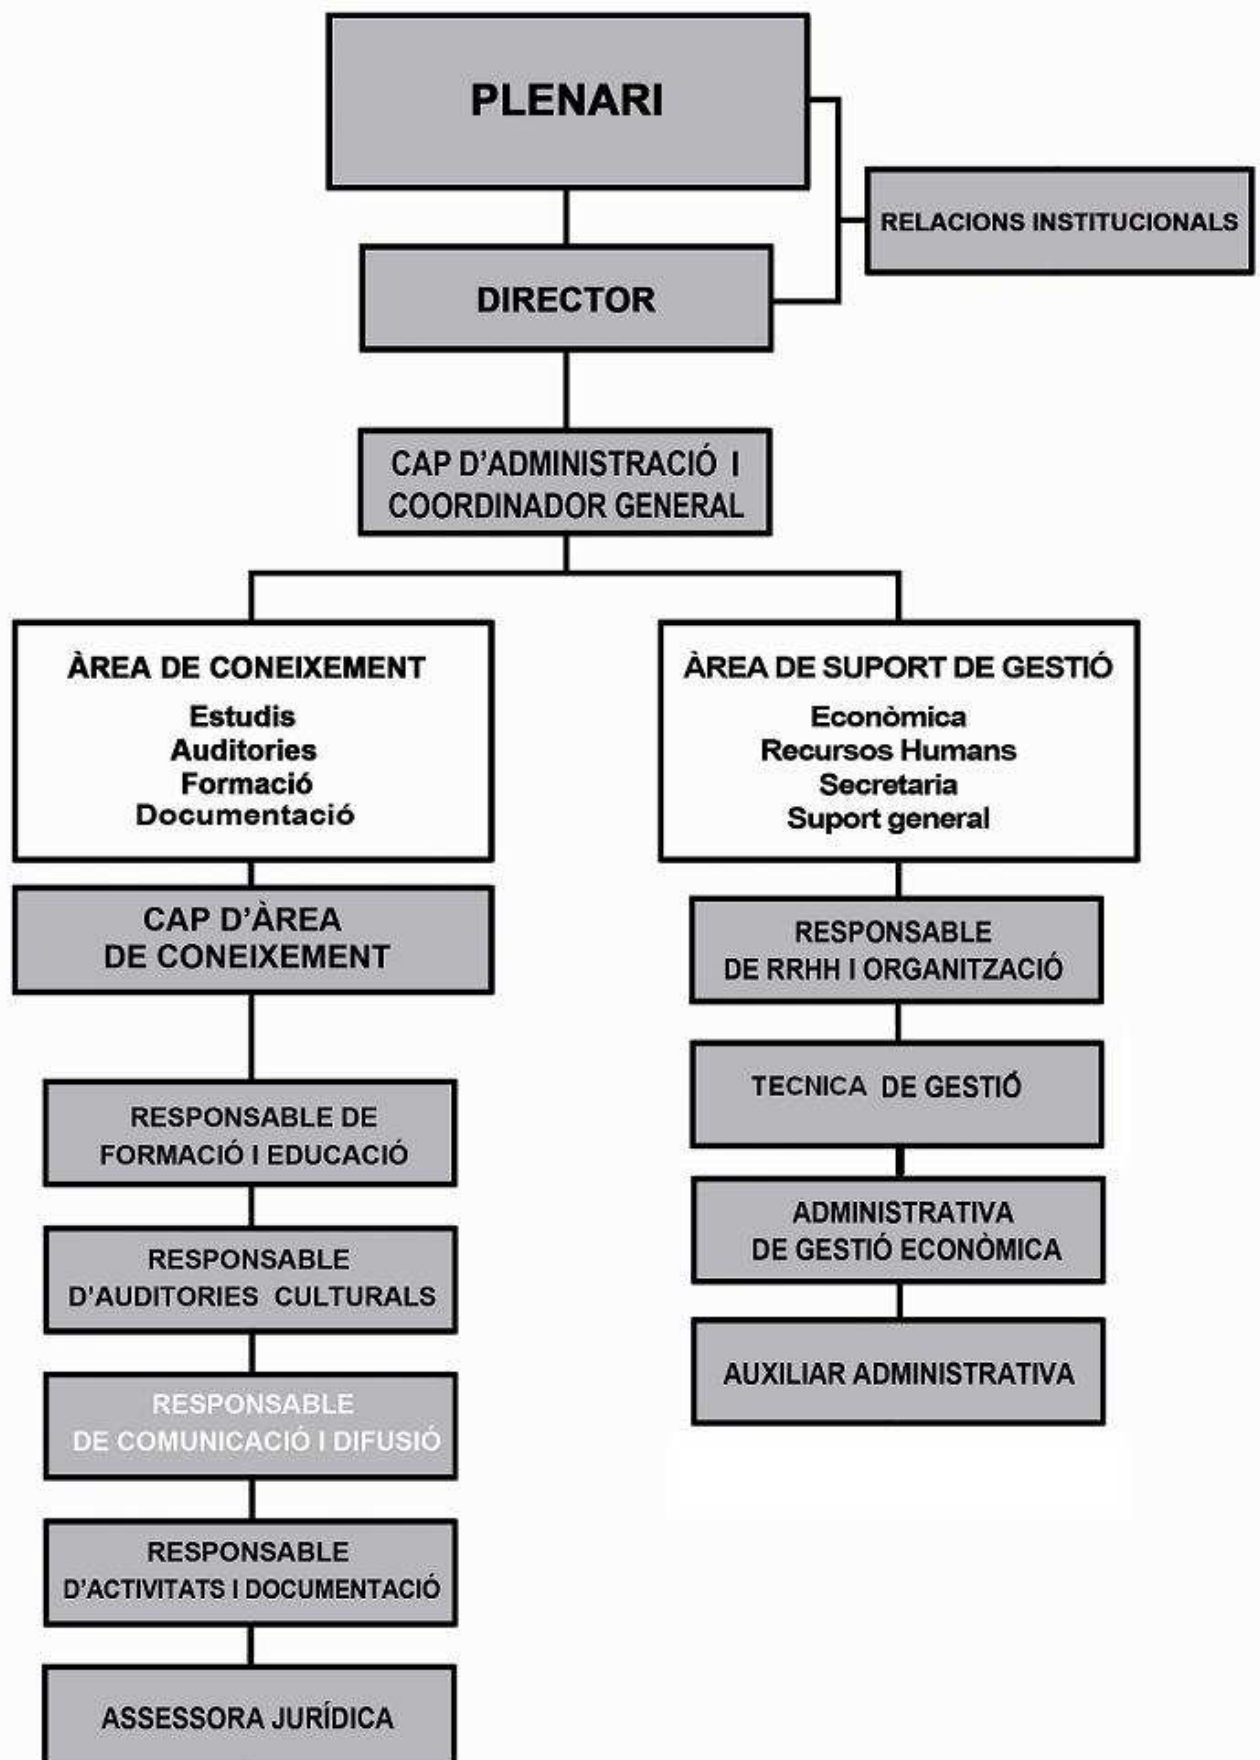 PLENARI
RELACIONS INSTITUCIONALS
DIRECTOR
CAP D'ADMINISTRACIÓ I
COORDINADOR GENERAL
ÀREA DE CONEIXEMENT
Estudis
Auditories
Formació
Documentació
CAP D'ÀREA
DE CONEIXEMENT
RESPONSABLE DE
FORMACIÓ I EDUCACIÓ
RESPONSABLE
D'AUDITORIES CULTURALS
RESPONSABLE
DE COMUNICACIÓ I DIFUSIÓ
RESPONSABLE
D'ACTIVITATS I DOCUMENTACIÓ
ASSESSORA JURÍDICA
ÀREA DE SUPORT DE GESTIÓ
Econòmica
Recursos Humans
Secretaria
Suport general
RESPONSABLE
DE RRHH I ORGANITZACIÓ
TECNICA DE GESTIÓ
ADMINISTRATIVA
DE GESTIÓ ECONÒMICA
AUXILIAR ADMINISTRATIVA